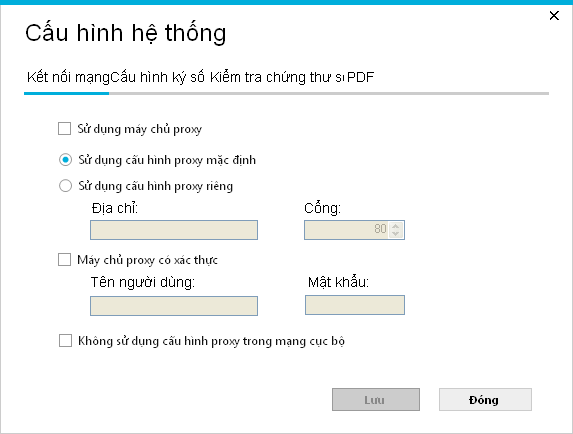 Cấu hình hệ thống
Kết nối mạng Cấu hình ký số Kiểm tra chứng thư PDF
Sử dụng máy chủ proxy
Sử dụng cấu hình proxy mặc định
Sử dụng cấu hình proxy riêng
Địa chỉ: Cổng:
80
Máy chủ proxy có xác thực
Tên người dùng: Mật khẩu:
Không sử dụng cấu hình proxy trong mạng cục bộ
Lưu Đóng